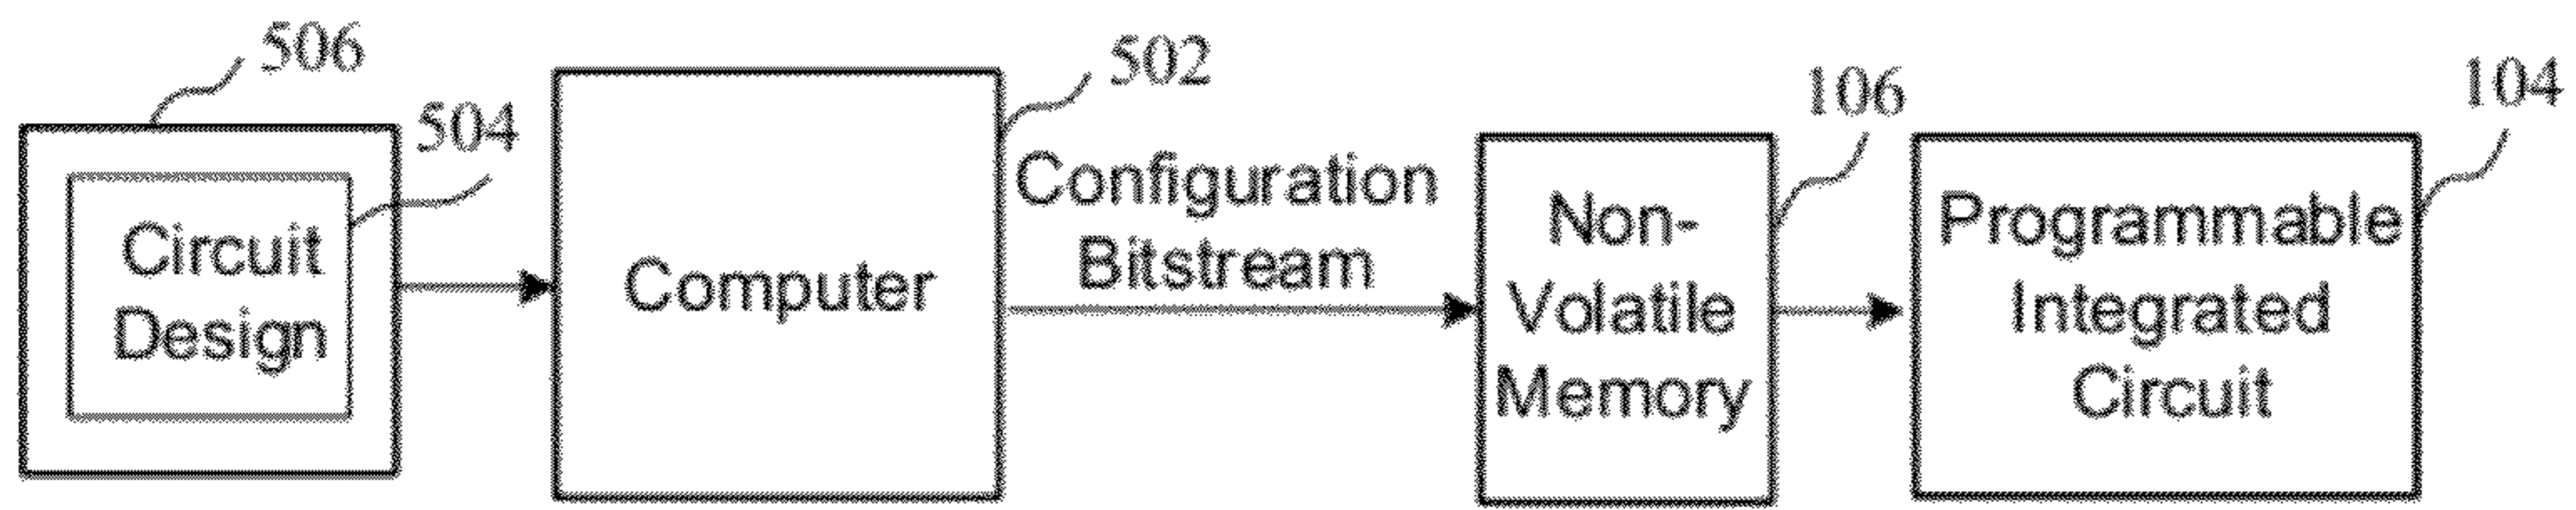 506
504
Circuit
Design
Computer
502
Configuration
Bitstream
106
Non-
Volatile
Memory
104
Programmable
Integrated
Circuit